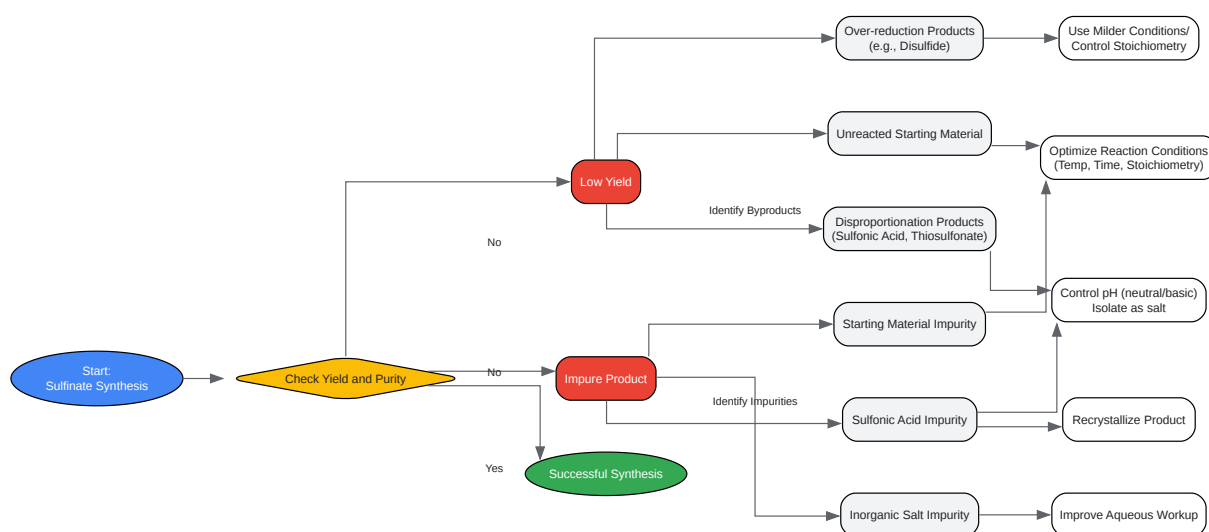 Over-reduction Products
(e.g., Disulfide)
Use Milder Conditions/
Control Stoichiometry
Unreacted Starting Material
Optimize Reaction Conditions
(Temp, Time, Stoichiometry)
Low Yield
Identify Byproducts
Disproportionation Products
(Sulfonic Acid, Thiosulfonate)
No
Control pH (neutral/basic)
Isolate as salt
Starting Material Impurity
Start:
Sulfinate Synthesis
Check Yield and Purity
No
Impure Product
Identify Impurities
Sulfonic Acid Impurity
Recrystallize Product
Yes
Successful Synthesis
Inorganic Salt Impurity
Improve Aqueous Workup